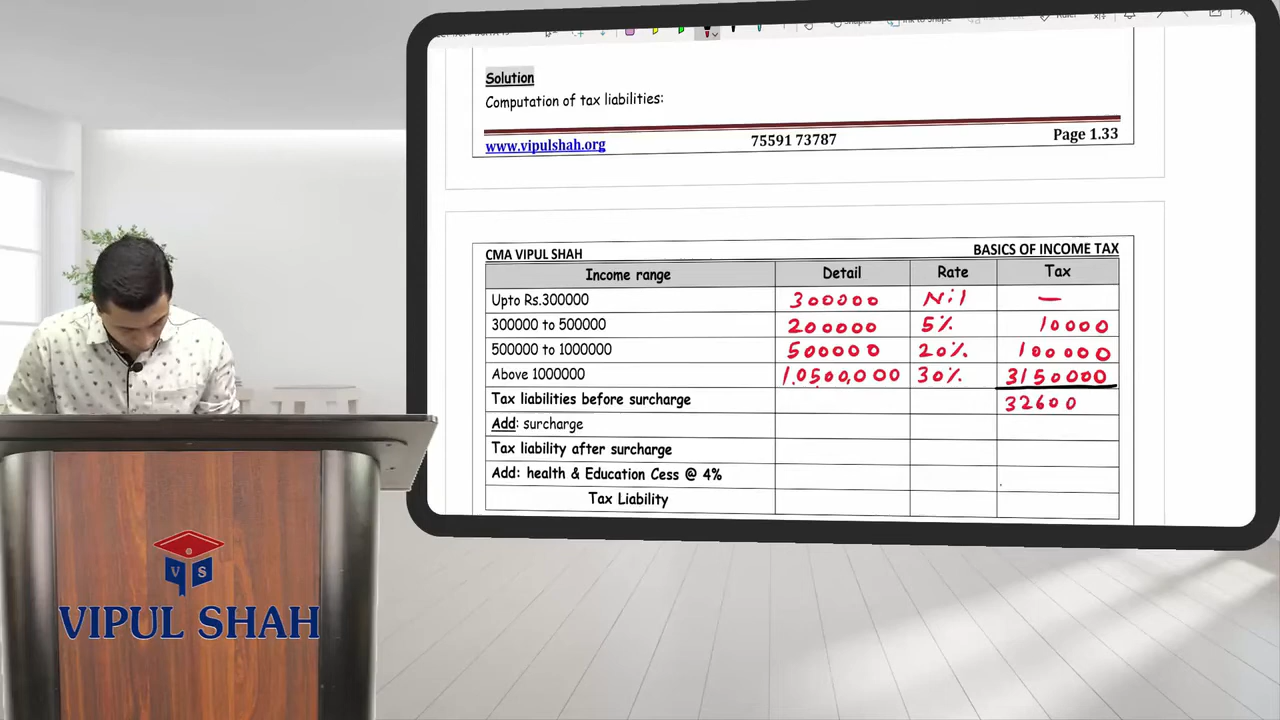 Solution
Computation of tax liabilities:
www.vipulshah.org 75591 73787 Page 1.33
CMA VIPUL SHAH BASICS OF INCOME TAX
Income range Detail Rate Tax
Upto Rs.300000 300000 Nil —
300000 to 500000 200000 5% 10000
500000 to 1000000 500000 20% 100000
Above 1000000 1,0500,000 30% 3150000
Tax liabilities before surcharge 32600
Add: surcharge
Tax liability after surcharge
Add: health & Education Cess @ 4%
Tax Liability
V S
VIPUL SHAH